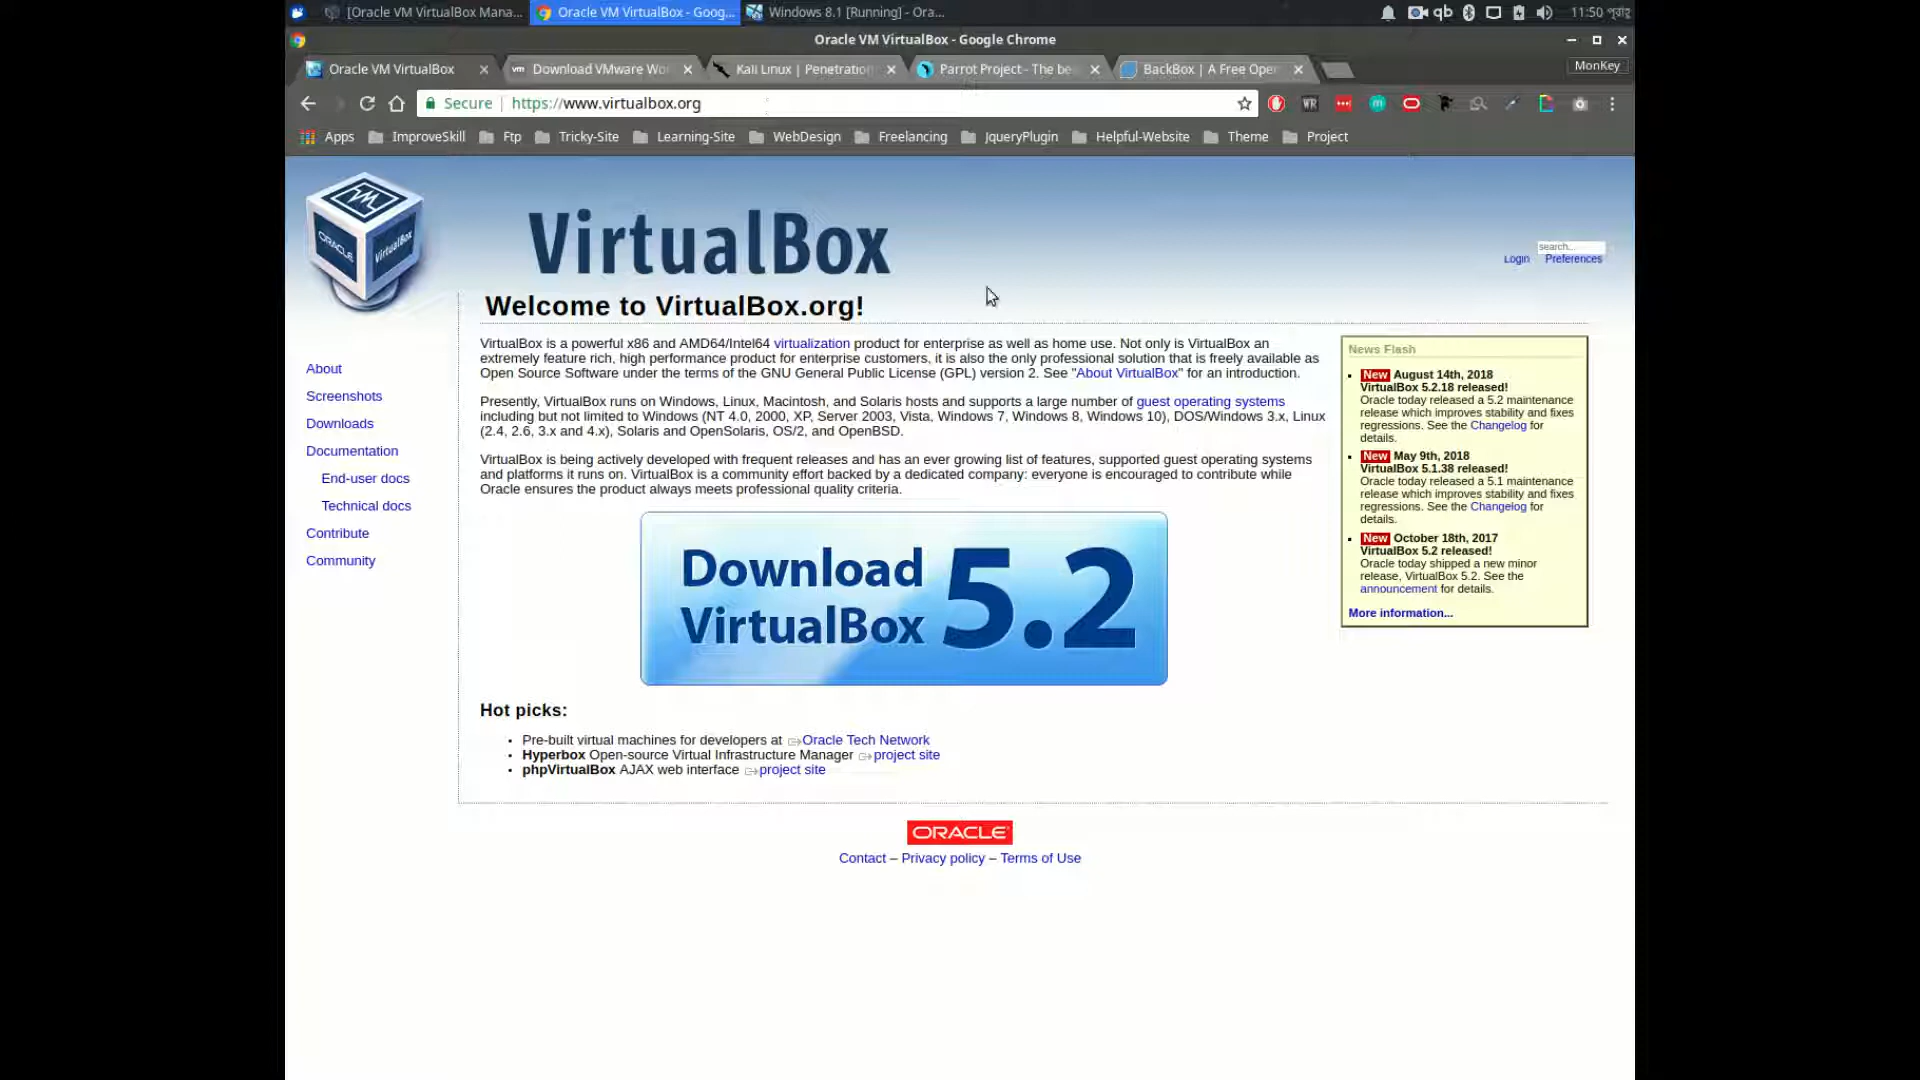 [Oracle VM VirtualBox Mana...
Oracle VM VirtualBox - Goog...
Windows 8.1 [Running] - Ora...
qb
11:50 পূর্বাহ্ণ
Oracle VM VirtualBox - Google Chrome
Oracle VM VirtualBox
vm Download VMware Wor
Kali Linux | Penetration
Parrot Project - The be
BackBox | A Free Open
MonKey
Secure | https://www.virtualbox.org
WR
Apps
ImproveSkill
Ftp
Tricky-Site
Learning-Site
WebDesign
Freelancing
JqueryPlugin
Helpful-Website
Theme
Project
VM
ORACLE
VirtualBox
VirtualBox
search...
Login Preferences
Welcome to VirtualBox.org!
About
Screenshots
Downloads
Documentation
End-user docs
Technical docs
Contribute
Community
VirtualBox is a powerful x86 and AMD64/Intel64 virtualization product for enterprise as well as home use. Not only is VirtualBox an
extremely feature rich, high performance product for enterprise customers, it is also the only professional solution that is freely available as
Open Source Software under the terms of the GNU General Public License (GPL) version 2. See "About VirtualBox" for an introduction.
Presently, VirtualBox runs on Windows, Linux, Macintosh, and Solaris hosts and supports a large number of guest operating systems
including but not limited to Windows (NT 4.0, 2000, XP, Server 2003, Vista, Windows 7, Windows 8, Windows 10), DOS/Windows 3.x, Linux
(2.4, 2.6, 3.x and 4.x), Solaris and OpenSolaris, OS/2, and OpenBSD.
VirtualBox is being actively developed with frequent releases and has an ever growing list of features, supported guest operating systems
and platforms it runs on. VirtualBox is a community effort backed by a dedicated company: everyone is encouraged to contribute while
Oracle ensures the product always meets professional quality criteria.
Download
VirtualBox 5.2
Hot picks:
Pre-built virtual machines for developers at Oracle Tech Network
Hyperbox Open-source Virtual Infrastructure Manager project site
phpVirtualBox AJAX web interface project site
News Flash
New August 14th, 2018
VirtualBox 5.2.18 released!
Oracle today released a 5.2 maintenance
release which improves stability and fixes
regressions. See the Changelog for
details.
New May 9th, 2018
VirtualBox 5.1.38 released!
Oracle today released a 5.1 maintenance
release which improves stability and fixes
regressions. See the Changelog for
details.
New October 18th, 2017
VirtualBox 5.2 released!
Oracle today shipped a new minor
release, VirtualBox 5.2. See the
announcement for details.
More information...
ORACLE
Contact – Privacy policy – Terms of Use